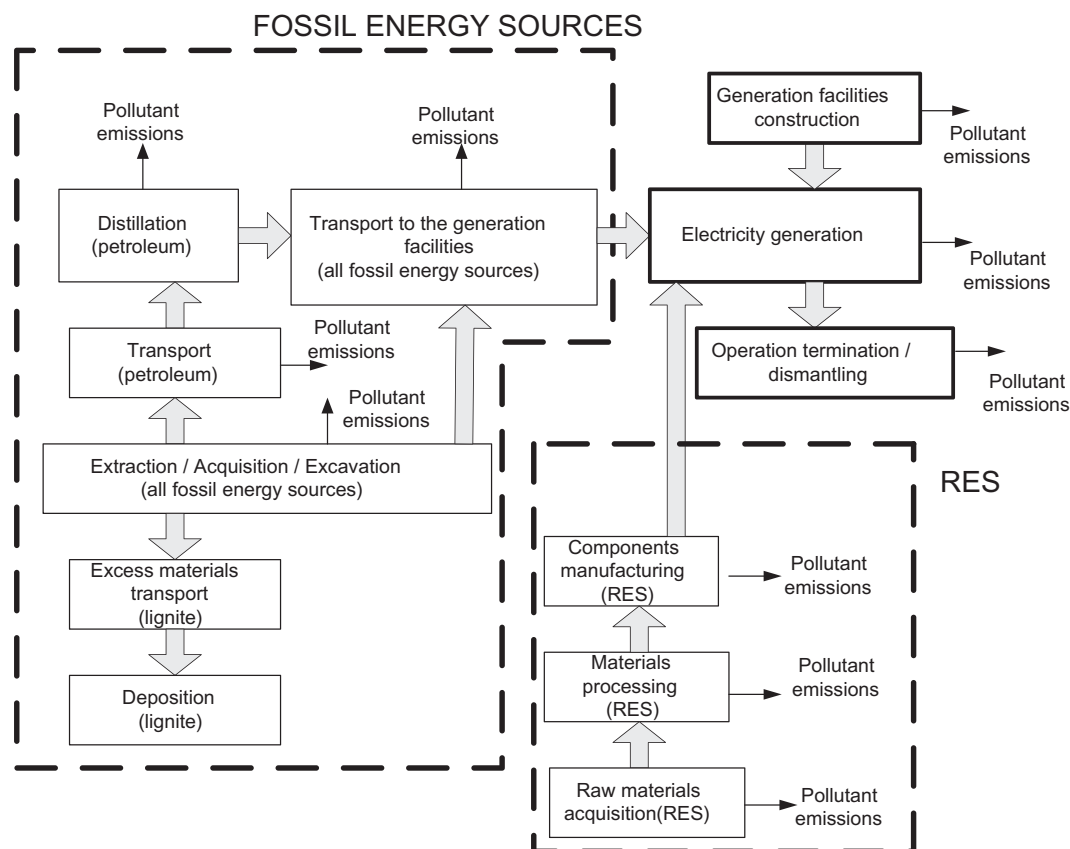 FOSSIL ENERGY SOURCES
Pollutant
emissions
Pollutant
emissions
Generation facilities
construction
Pollutant
emissions
Distillation
(petroleum)
Transport to the generation
facilities
(all fossil energy sources)
Electricity generation
Pollutant
emissions
Transport
(petroleum)
Pollutant
emissions
Operation termination /
dismantling
Pollutant
emissions
Pollutant
emissions
Extraction / Acquisition / Excavation
(all fossil energy sources)
RES
Excess materials
transport
(lignite)
Components
manufacturing
(RES)
Pollutant
emissions
Deposition
(lignite)
Materials
processing
(RES)
Pollutant
emissions
Raw materials
acquisition(RES)
Pollutant
emissions